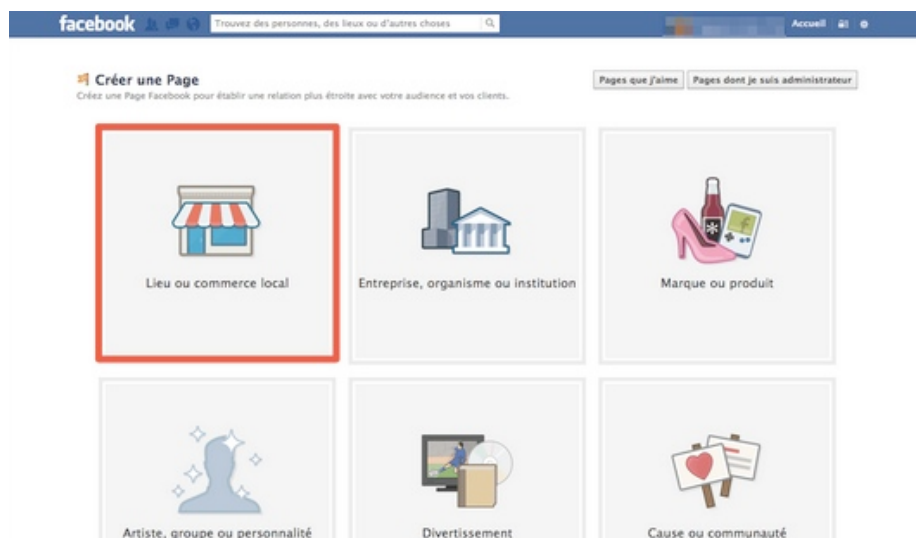 facebook
Trouvez des personnes, des lieux ou d'autres choses
Accueil
Créer une Page
Créez une Page Facebook pour établir une relation plus étroite avec votre audience et vos clients.
Pages que j'aime
Pages dont je suis administrateur
Lieu ou commerce local
Entreprise, organisme ou institution
Marque ou produit
Artiste, groupe ou personnalité
Divertissement
Cause ou communauté